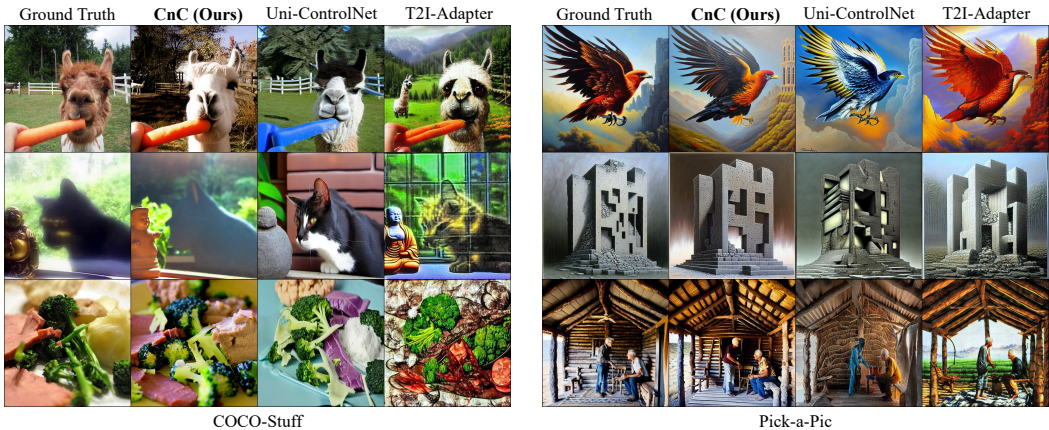 Ground Truth CnC (Ours) Uni-ControlNet T2I-Adapter
COCO-Stuff
Ground Truth CnC (Ours) Uni-ControlNet T2I-Adapter
Pick-a-Pic